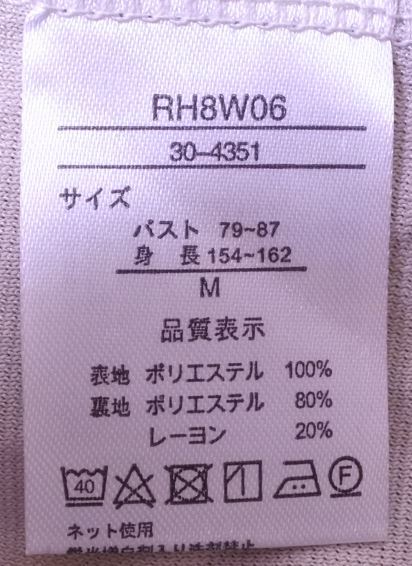 RH8W06
30-4351
サイズ
バスト 79~87
身 長 154~162
M
品質表示
表地 ポリエステル 100%
裏地 ポリエステル 80%
レーヨン 20%
40 F
ネット使用